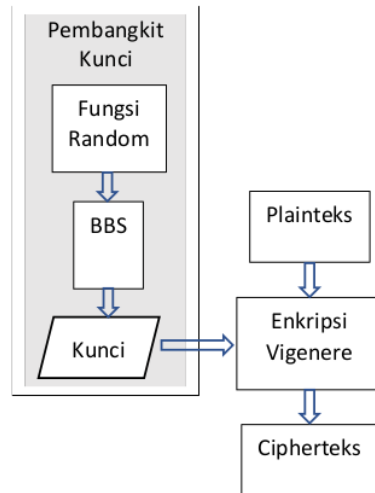 Pembangkit
Kunci
Fungsi
Random
BBS
Kunci
Plainteks
Enkripsi
Vigenere
Cipherteks